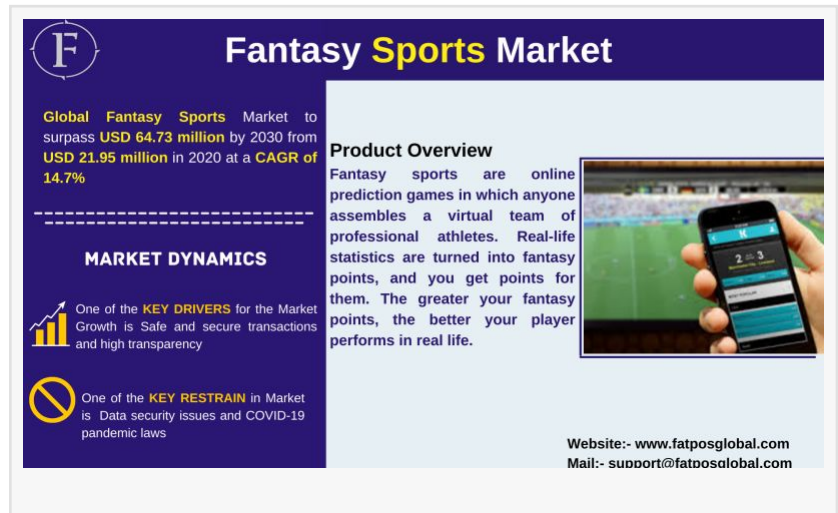 F
Fantasy Sports Market
Global Fantasy Sports Market to
surpass USD 64.73 million by 2030 from
USD 21.95 million in 2020 at a CAGR of
14.7%
MARKET DYNAMICS
One of the KEY DRIVERS for the Market
Growth is Safe and secure transactions
and high transparency
One of the KEY RESTRAIN in Market
is Data security issues and COVID-19
pandemic laws
Product Overview
Fantasy sports are online
prediction games in which anyone
assembles a virtual team of
professional athletes. Real-life
statistics are turned into fantasy
points, and you get points for
them. The greater your fantasy
points, the better your player
performs in real life.
2 3
Website:- www.fatposglobal.com
Mail:- support@fatposglobal.com